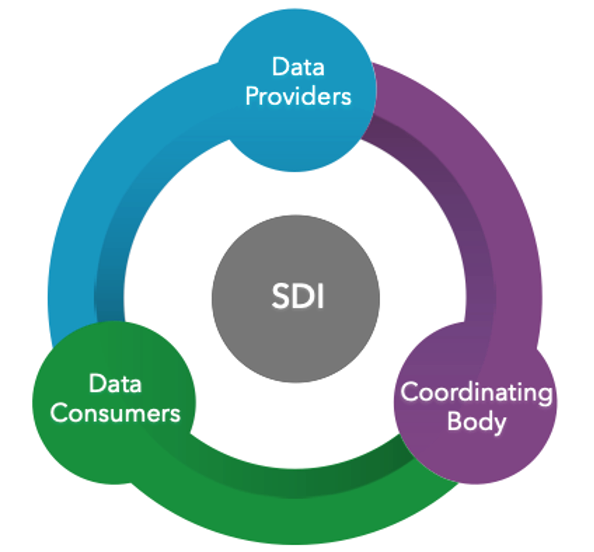 Data
Providers
SDI
Data
Consumers
Coordinating
Body